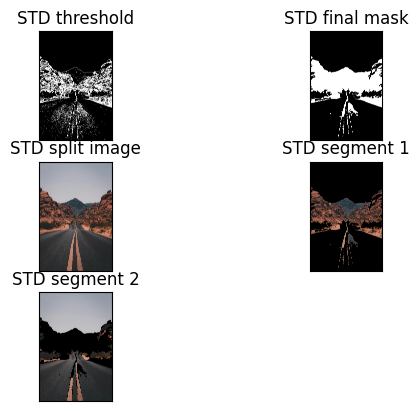 STD threshold
STD final mask
STD split image
STD segment 1
STD segment 2